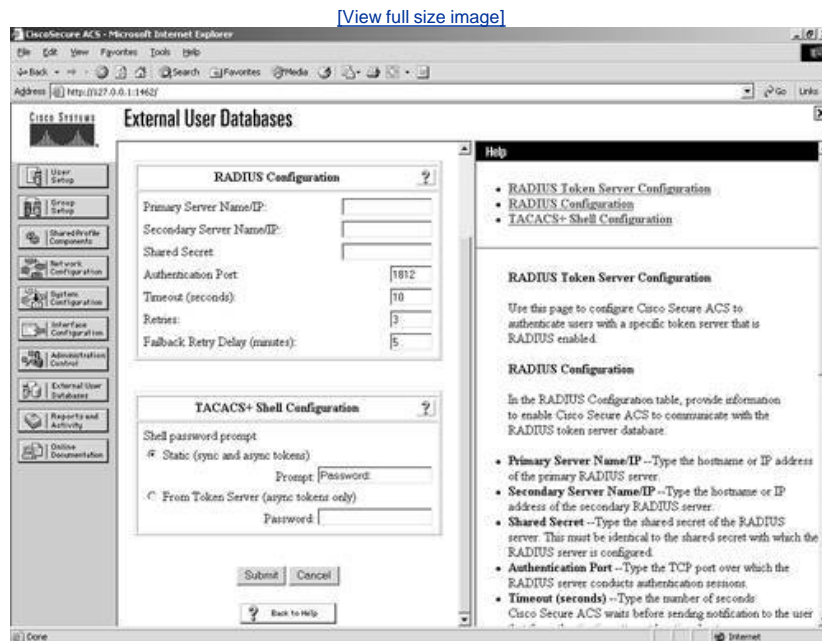 [View full size image]
CiscoSecure ACS - Microsoft Internet Explorer
File Edit View Favorites Tools Help
Back Search Favorites Media
Address http://127.0.0.1:1462/ Go Links
Cisco Systems
External User Databases
User Setup
Group Setup
Shared Profile Components
Network Configuration
System Configuration
Interface Configuration
Administration Control
External User Databases
Reports and Activity
Online Documentation
RADIUS Configuration ?
Primary Server Name/IP:
Secondary Server Name/IP:
Shared Secret
Authentication Port: 1812
Timeout (seconds): 10
Retries: 3
Failback Retry Delay (minutes): 5
TACACS+ Shell Configuration ?
Shell password prompt
Static (sync and async tokens)
Prompt: Password:
From Token Server (async tokens only)
Password:
Submit Cancel
? Back to Help
Help
• RADIUS Token Server Configuration
• RADIUS Configuration
• TACACS+ Shell Configuration
RADIUS Token Server Configuration
Use this page to configure Cisco Secure ACS to
authenticate users with a specific token server that is
RADIUS enabled.
RADIUS Configuration
In the RADIUS Configuration table, provide information
to enable Cisco Secure ACS to communicate with the
RADIUS token server database.
• Primary Server Name/IP --Type the hostname or IP address
of the primary RADIUS server.
• Secondary Server Name/IP --Type the hostname or IP
address of the secondary RADIUS server.
• Shared Secret --Type the shared secret of the RADIUS
server. This must be identical to the shared secret with which the
RADIUS server is configured.
• Authentication Port --Type the TCP port over which the
RADIUS server conducts authentication sessions.
• Timeout (seconds) --Type the number of seconds
Cisco Secure ACS waits before sending notification to the user
Done
Internet